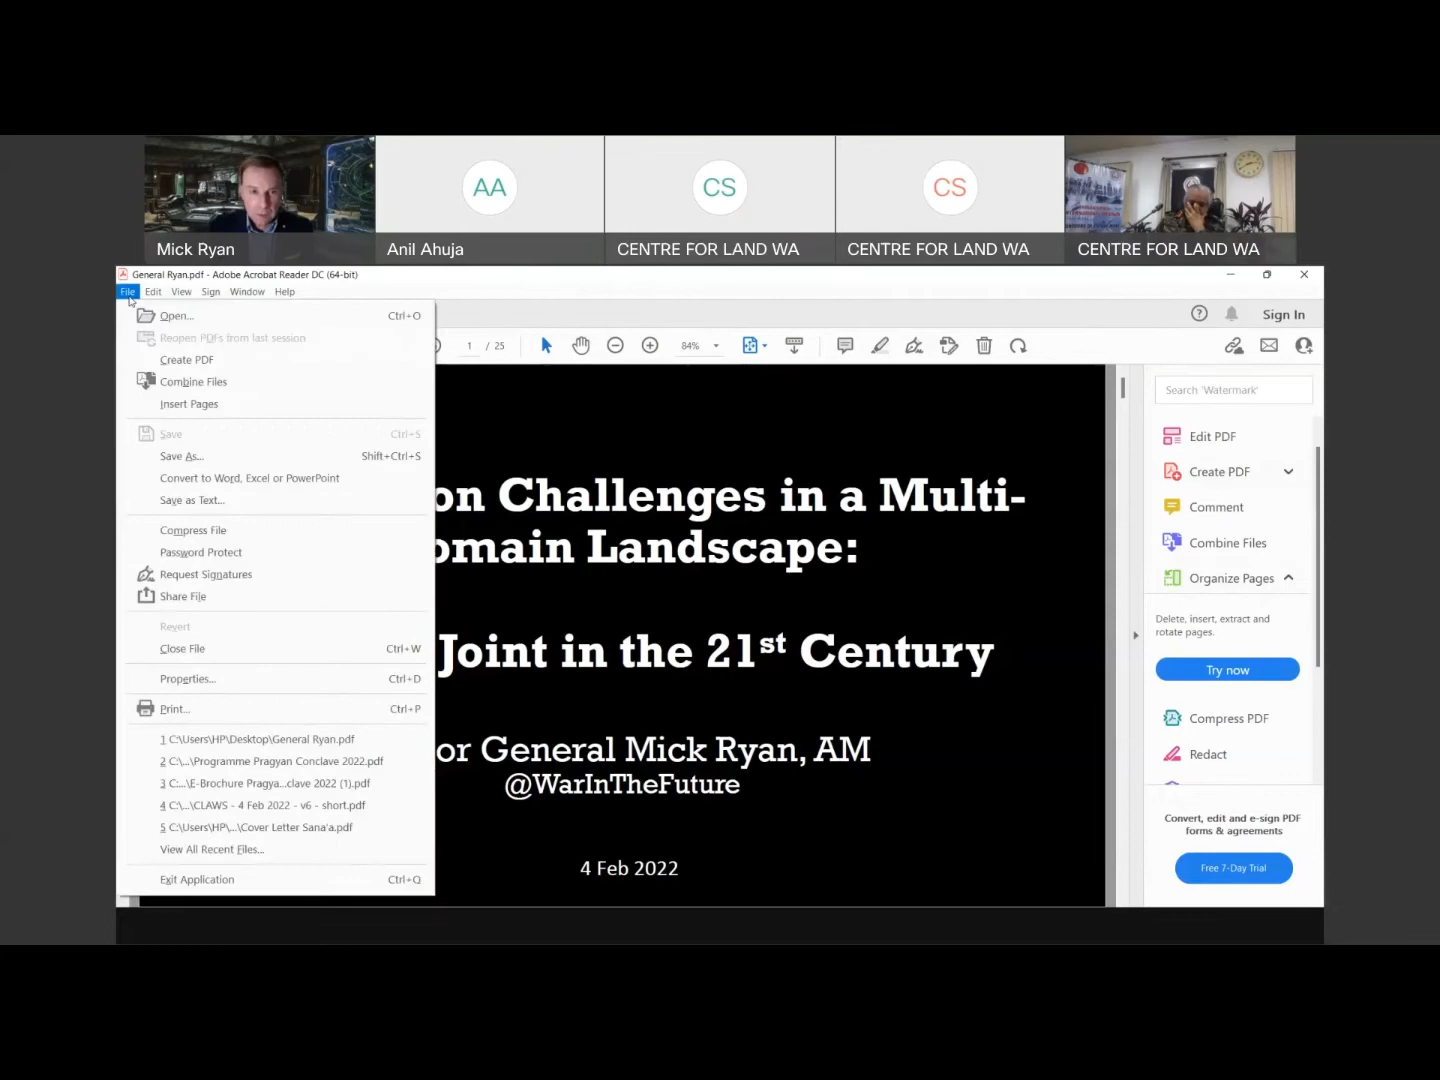 AA
CS
CS
Mick Ryan
Anil Ahuja
CENTRE FOR LAND WA
CENTRE FOR LAND WA
CENTRE FOR LAND WA
General Ryan.pdf - Adobe Acrobat Reader DC (64-bit)
File Edit View Sign Window Help
Sign In
1 / 25
84%
Open... Ctrl+O
Reopen PDFs from last session
Create PDF
Combine Files
Insert Pages
Save Ctrl+S
Save As... Shift+Ctrl+S
Convert to Word, Excel or PowerPoint
Save as Text...
Compress File
Password Protect
Request Signatures
Share File
Revert
Close File Ctrl+W
Properties... Ctrl+D
Print... Ctrl+P
1 C:\Users\HP\Desktop\General Ryan.pdf
2 C:\...\Programme Pragyan Conclave 2022.pdf
3 C:...\E-Brochure Pragya...clave 2022 (1).pdf
4 C:\...\CLAWS - 4 Feb 2022 - v6 - short.pdf
5 C:\Users\HP\...\Cover Letter Sana'a.pdf
View All Recent Files...
Exit Application Ctrl+Q
on Challenges in a Multi-
omain Landscape:
Joint in the 21st Century
or General Mick Ryan, AM
@WarInTheFuture
4 Feb 2022
Search 'Watermark'
Edit PDF
Create PDF
Comment
Combine Files
Organize Pages
Delete, insert, extract and
rotate pages.
Try now
Compress PDF
Redact
Convert, edit and e-sign PDF
forms & agreements
Free 7-Day Trial